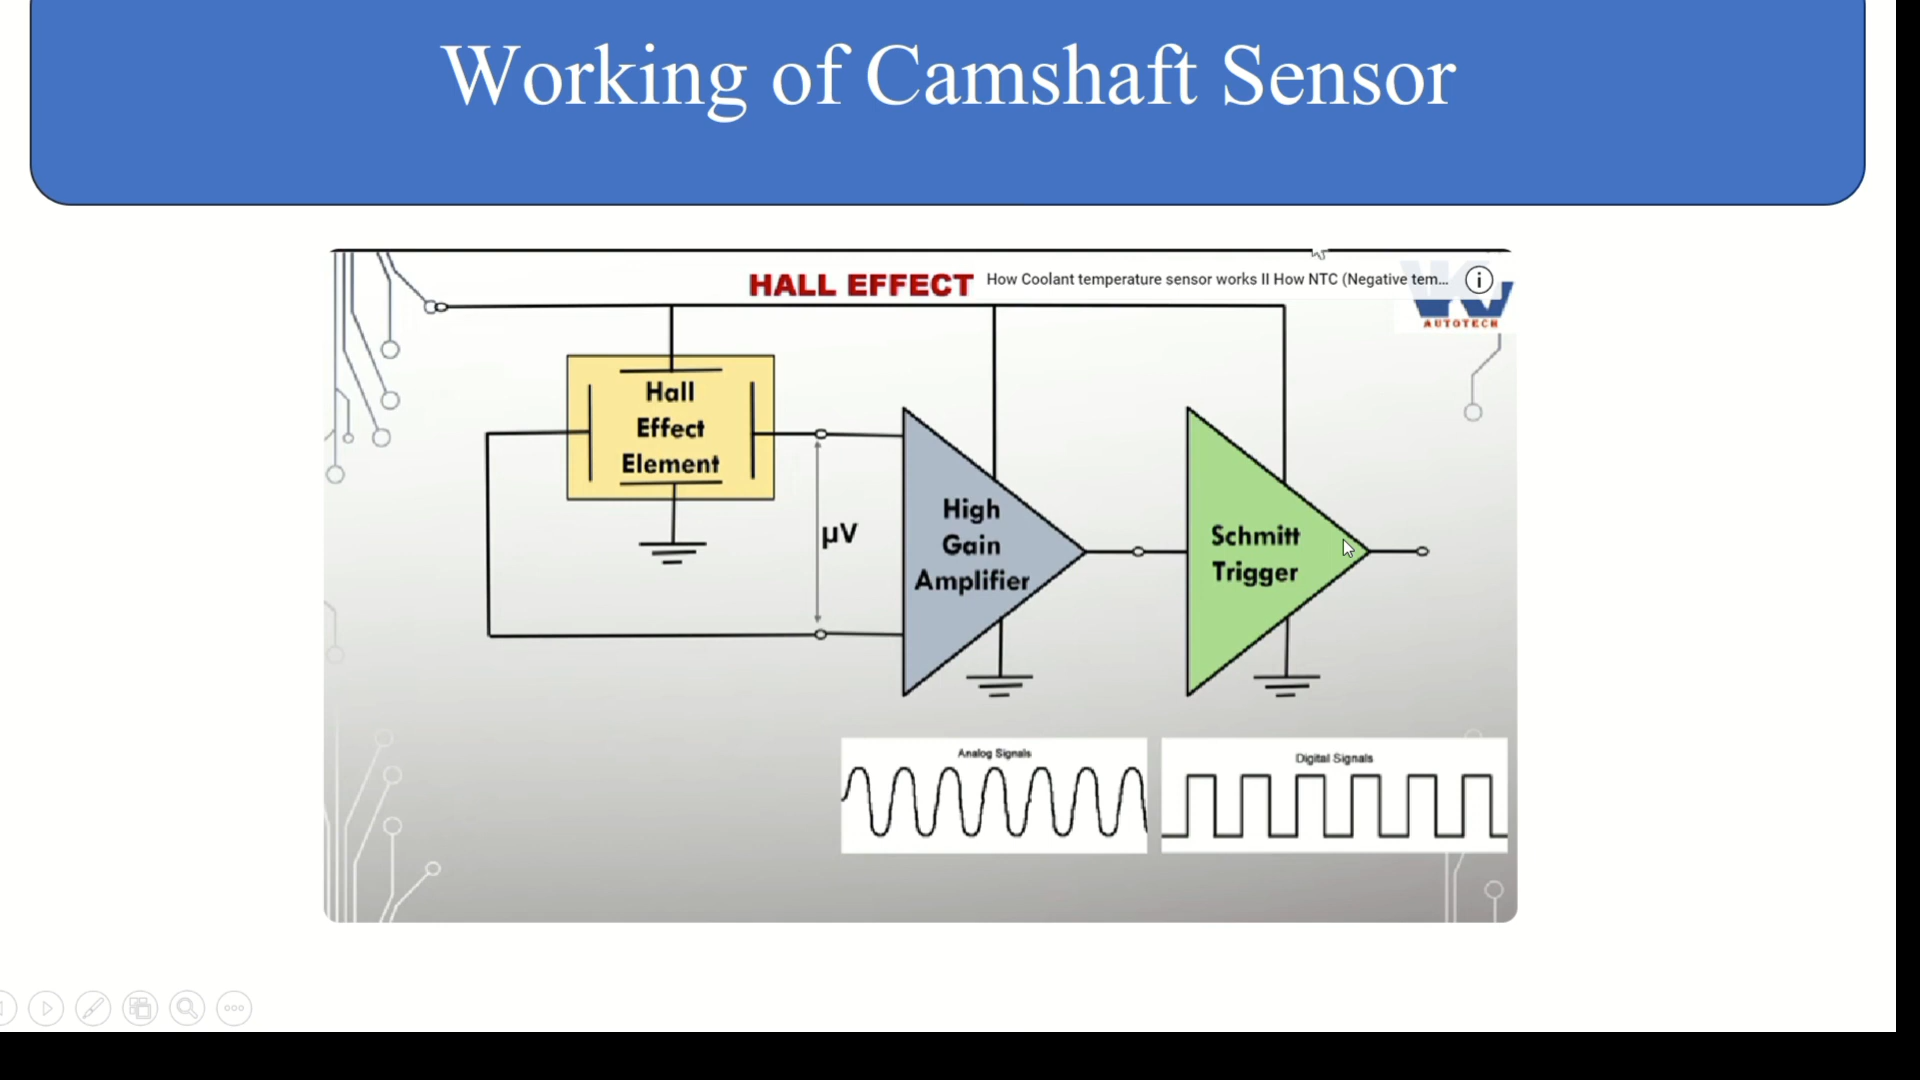 Working of Camshaft Sensor
HALL EFFECT
How Coolant temperature sensor works II How NTC (Negative tem...
i
AUTOTECH
Hall
Effect
Element
µV
High
Gain
Amplifier
Schmitt
Trigger
Analog Signals
Digital Signals